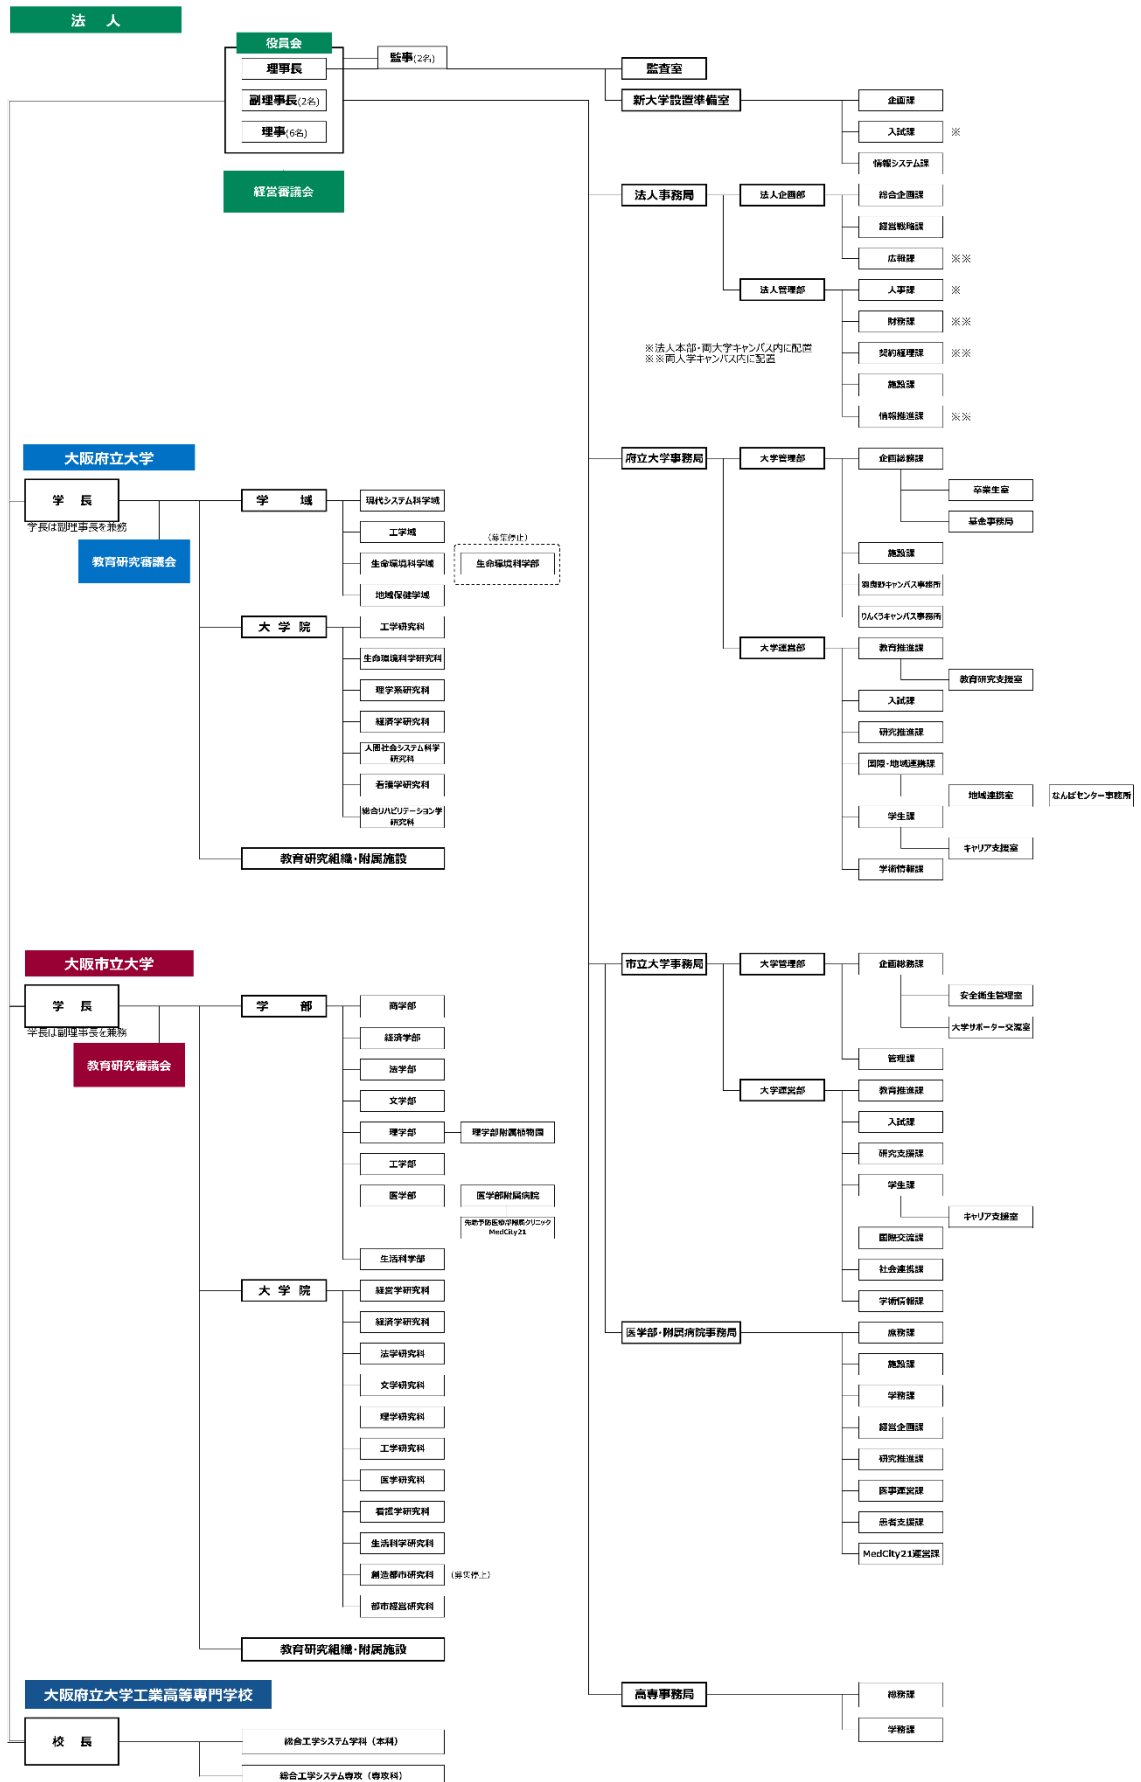 法 人
役員会
理事長
副理事長(2名)
理事(6名)
監事(2名)
経営審議会
監査室
新大学設置準備室
企画課
入試課 ※
情報システム課
法人事務局
法人企画部
総合企画課
経営戦略課
広報課 ※※
法人管理部
人事課 ※
財務課 ※※
契約経理課 ※※
施設課
情報推進課 ※※
※法人本部・両大学キャンパス内に配置
※※両大学キャンパス内に配置
大阪府立大学
学 長
学長は副理事長を兼務
教育研究審議会
学 域
現代システム科学域
工学域
生命環境科学域
(募集停止)
生命環境科学部
地域保健学域
大 学 院
工学研究科
生命環境科学研究科
理学系研究科
経済学研究科
人間社会システム科学
研究科
看護学研究科
総合リハビリテーション学
研究科
教育研究組織・附属施設
府立大学事務局
大学管理部
企画総務課
卒業生室
基金事務局
施設課
羽曳野キャンパス事務所
りんくうキャンパス事務所
大学運営部
教育推進課
教育研究支援室
入試課
研究推進課
国際・地域連携課
地域連携室
なんばセンター事務所
学生課
キャリア支援室
学術情報課
大阪市立大学
学 長
学長は副理事長を兼務
教育研究審議会
学 部
商学部
経済学部
法学部
文学部
理学部
理学部附属植物園
工学部
医学部
医学部附属病院
先端予防医療部附属クリニック
MedCity21
生活科学部
大 学 院
経営学研究科
経済学研究科
法学研究科
文学研究科
理学研究科
工学研究科
医学研究科
看護学研究科
生活科学研究科
創造都市研究科 (募集停止)
都市経営研究科
教育研究組織・附属施設
市立大学事務局
大学管理部
企画総務課
安全衛生管理室
大学サポーター交流室
管理課
大学運営部
教育推進課
入試課
研究支援課
学生課
キャリア支援室
国際交流課
社会連携課
学術情報課
医学部・附属病院事務局
庶務課
施設課
学務課
経営企画課
研究推進課
医事運営課
患者支援課
MedCity21運営課
大阪府立大学工業高等専門学校
校 長
総合工学システム学科（本科）
総合工学システム専攻（専攻科）
高専事務局
総務課
学務課